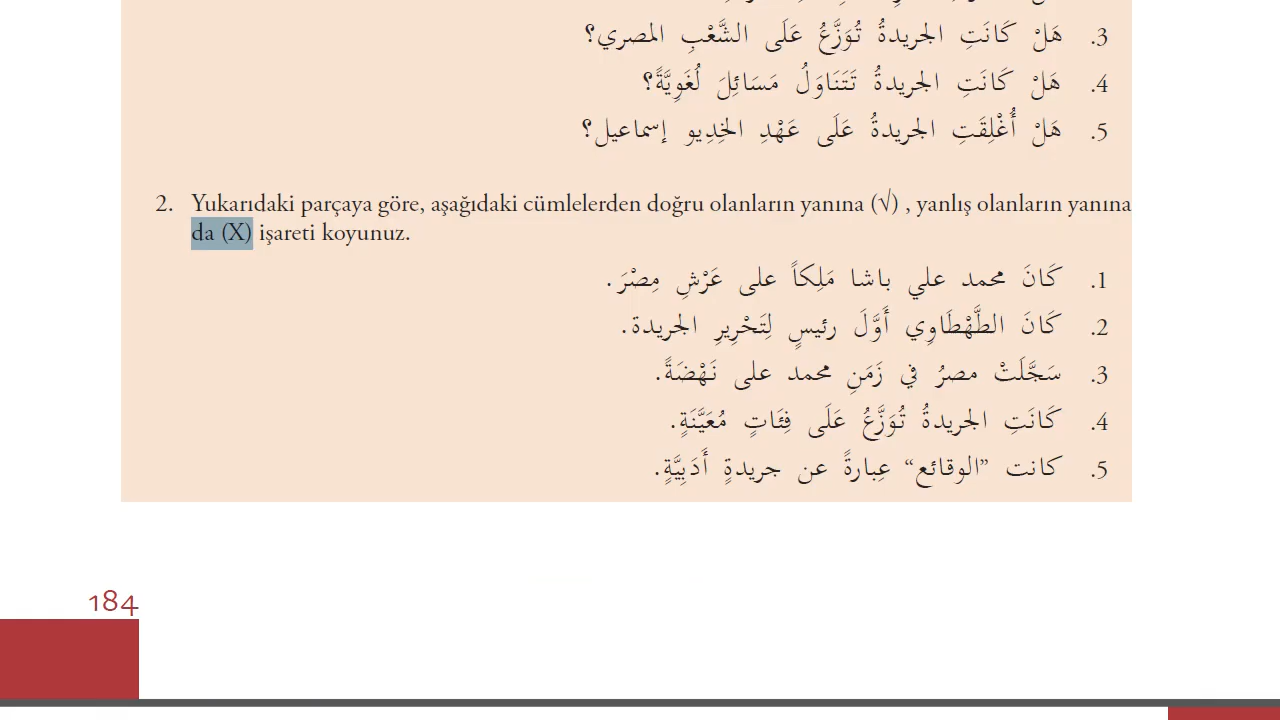 3. هَلْ كَانَتِ الجريدةُ تُوَزَّعُ عَلَى الشَّعْبِ المصري؟
4. هَلْ كَانَتِ الجريدةُ تَتَنَاوَلُ مَسَائِلَ لُغَوِيَّةً؟
5. هَلْ أُغْلِقَتِ الجريدةُ عَلَى عَهْدِ الخِدِيو إسماعيل؟
2. Yukarıdaki parçaya göre, aşağıdaki cümlelerden doğru olanların yanına (√) , yanlış olanların yanına
da (X) işareti koyunuz.
1. كَانَ محمد علي باشا مَلِكاً على عَرْشِ مِصْرَ.
2. كَانَ الطَّهْطَاوِي أَوَّلَ رئيسٍ لِتَحْرِيرِ الجريدة.
3. سَجَّلَتْ مصرُ في زَمَنِ محمد على نَهْضَةً.
4. كَانَتِ الجريدةُ تُوَزَّعُ عَلَى فِئَاتٍ مُعَيَّنَةٍ.
5. كانت ”الوقائع“ عِبارةً عن جريدةٍ أَدَبِيَّةٍ.
184